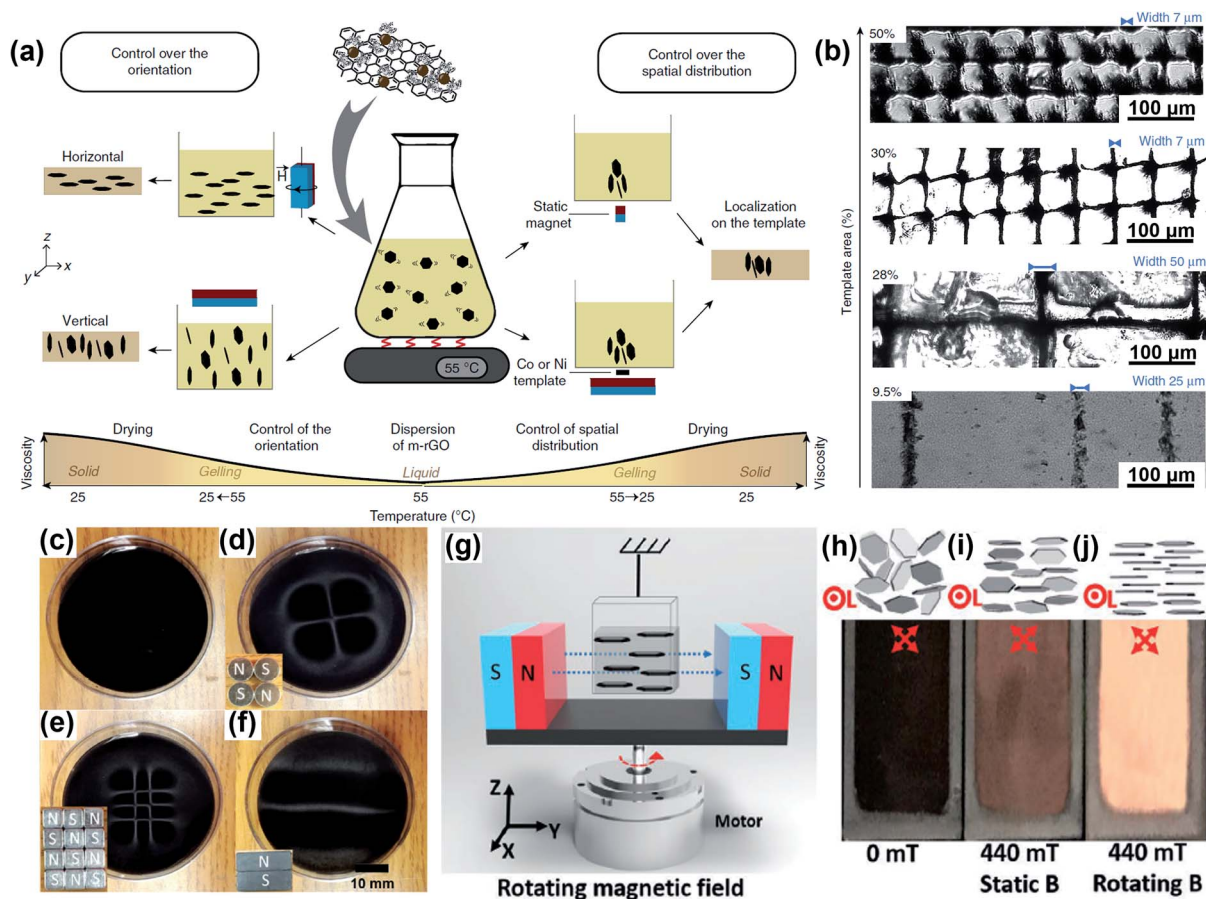 (a)
Control over the
orientation
Control over the
spatial distribution
Horizontal
H
Static
magnet
Localization
on the template
z
y
x
Vertical
55 °C
Co or Ni
template
Drying
Control of the
orientation
Dispersion
of m-rGO
Control of spatial
distribution
Drying
Viscosity
Solid
Gelling
Liquid
Gelling
Solid
Viscosity
25
25←55
55
55→25
25
Temperature (°C)
(b)
Template area (%)
50%
Width 7 µm
100 µm
30%
Width 7 µm
100 µm
28%
Width 50 µm
100 µm
9.5%
Width 25 µm
100 µm
(c)
(d)
N S
S N
(e)
N S N
S N S
N S N
S N S
(f)
N
S
10 mm
(g)
S N
S N
Z
Y
X
Motor
Rotating magnetic field
(h)
(i)
(j)
L
L
L
0 mT
440 mT
Static B
440 mT
Rotating B